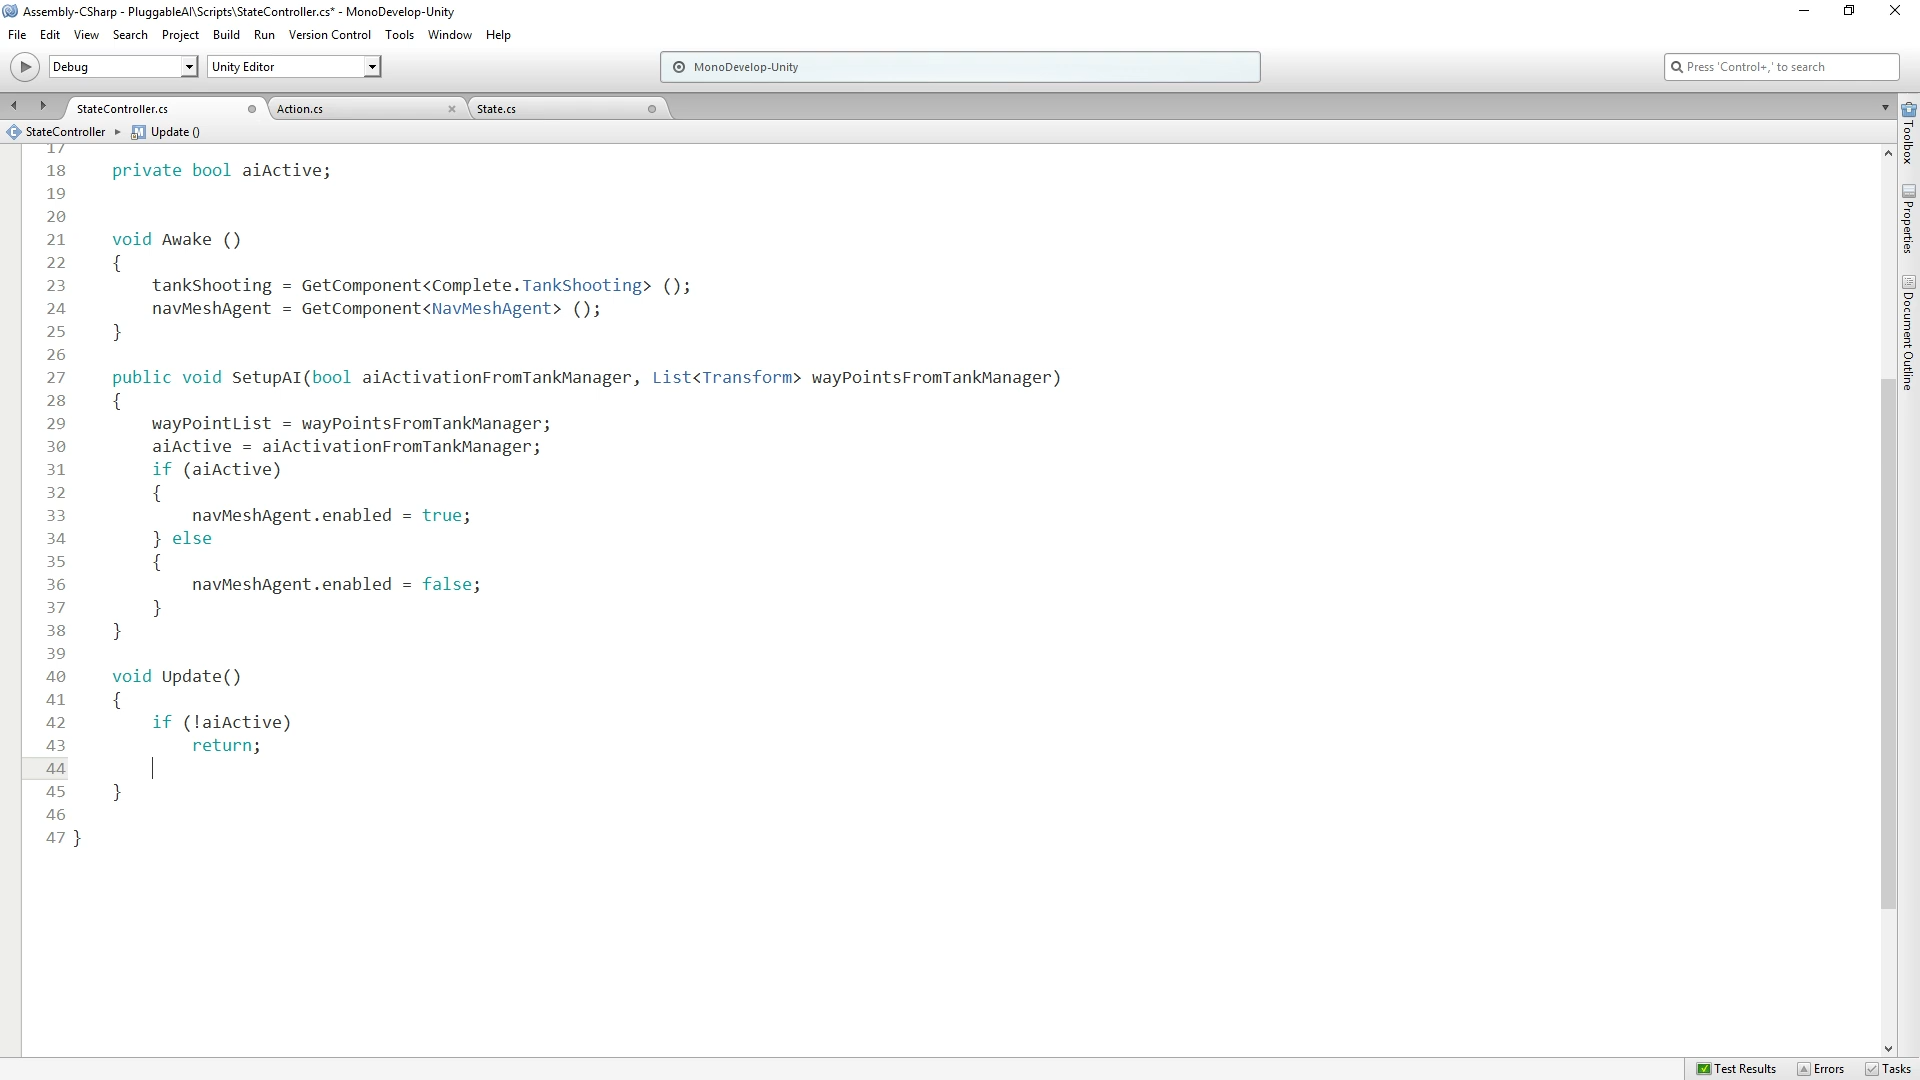 Assembly-CSharp - PluggableAI\Scripts\StateController.cs* - MonoDevelop-Unity
File Edit View Search Project Build Run Version Control Tools Window Help
Debug Unity Editor MonoDevelop-Unity Press 'Control+,' to search
StateController.cs Action.cs State.cs
StateController Update ()
17
18 private bool aiActive;
19
20
21 void Awake ()
22 {
23 tankShooting = GetComponent<Complete.TankShooting> ();
24 navMeshAgent = GetComponent<NavMeshAgent> ();
25 }
26
27 public void SetupAI(bool aiActivationFromTankManager, List<Transform> wayPointsFromTankManager)
28 {
29 wayPointList = wayPointsFromTankManager;
30 aiActive = aiActivationFromTankManager;
31 if (aiActive)
32 {
33 navMeshAgent.enabled = true;
34 } else
35 {
36 navMeshAgent.enabled = false;
37 }
38 }
39
40 void Update()
41 {
42 if (!aiActive)
43 return;
44
45 }
46
47 }
Toolbox
Properties
Document Outline
Test Results Errors Tasks